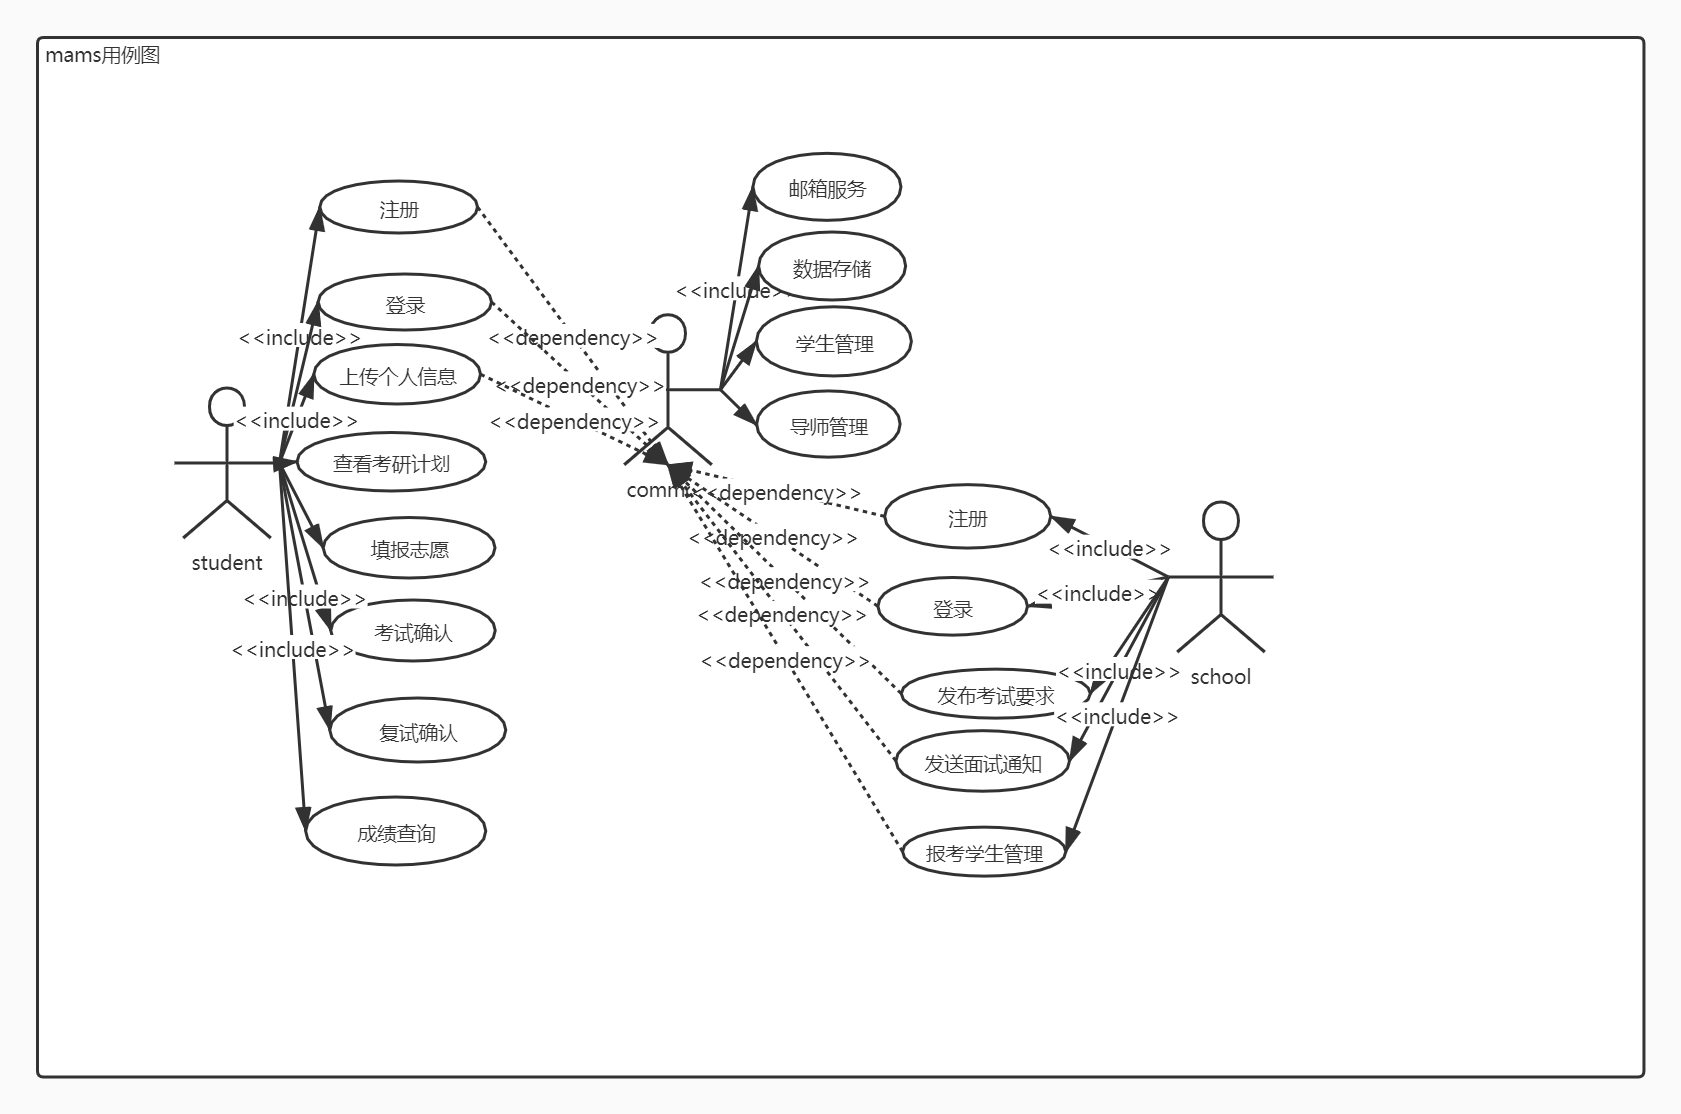 mams用例图
注册
登录
<<include>>
上传个人信息
<<include>>
查看考研计划
填报志愿
student
<<include>>
考试确认
<<include>>
复试确认
成绩查询
<<dependency>>
<<dependency>>
<<dependency>>
邮箱服务
数据存储
<<include>>
学生管理
导师管理
<<dependency>>
<<dependency>>
<<dependency>>
<<dependency>>
<<dependency>>
注册
<<include>>
登录
<<include>>
发布考试要求
<<include>>
school
<<include>>
发送面试通知
报考学生管理